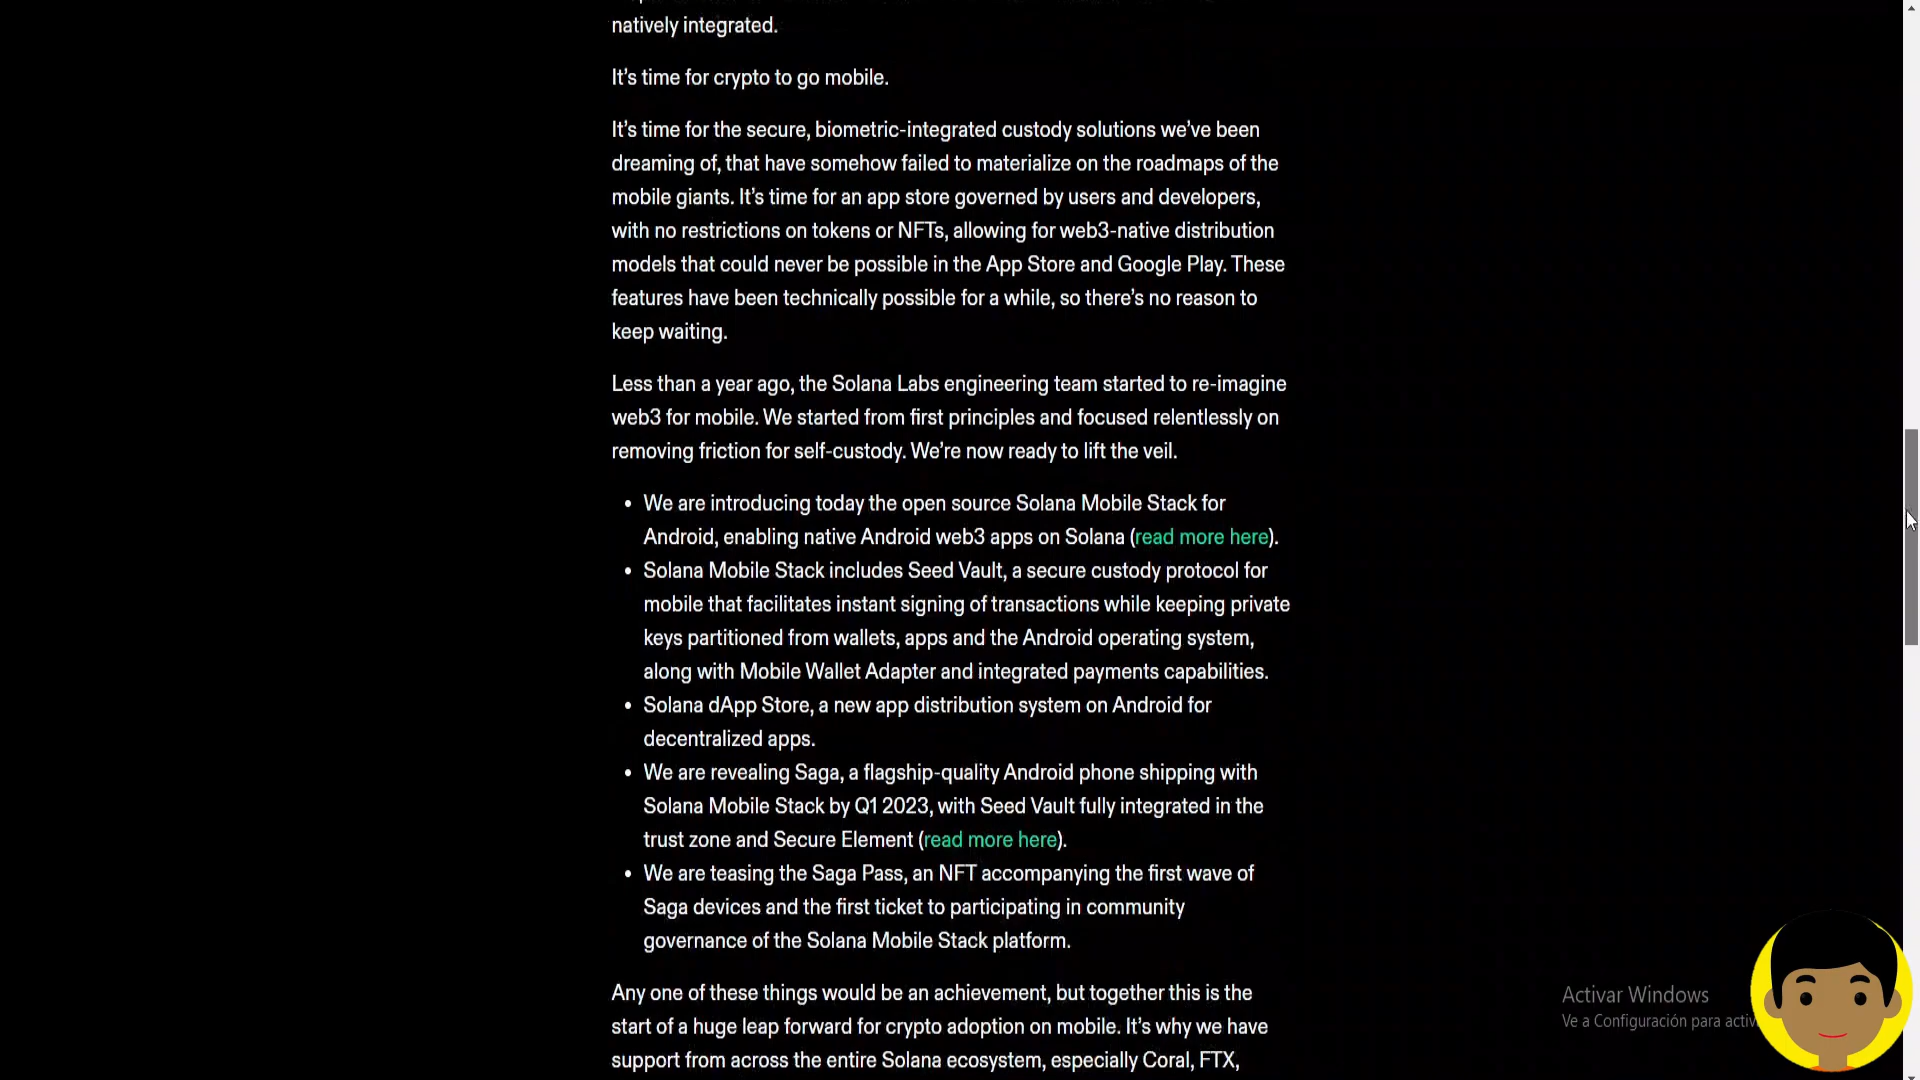 natively integrated.
It's time for crypto to go mobile.
It's time for the secure, biometric-integrated custody solutions we've been
dreaming of, that have somehow failed to materialize on the roadmaps of the
mobile giants. It's time for an app store governed by users and developers,
with no restrictions on tokens or NFTs, allowing for web3-native distribution
models that could never be possible in the App Store and Google Play. These
features have been technically possible for a while, so there's no reason to
keep waiting.
Less than a year ago, the Solana Labs engineering team started to re-imagine
web3 for mobile. We started from first principles and focused relentlessly on
removing friction for self-custody. We're now ready to lift the veil.
• We are introducing today the open source Solana Mobile Stack for
Android, enabling native Android web3 apps on Solana (read more here).
• Solana Mobile Stack includes Seed Vault, a secure custody protocol for
mobile that facilitates instant signing of transactions while keeping private
keys partitioned from wallets, apps and the Android operating system,
along with Mobile Wallet Adapter and integrated payments capabilities.
• Solana dApp Store, a new app distribution system on Android for
decentralized apps.
• We are revealing Saga, a flagship-quality Android phone shipping with
Solana Mobile Stack by Q1 2023, with Seed Vault fully integrated in the
trust zone and Secure Element (read more here).
• We are teasing the Saga Pass, an NFT accompanying the first wave of
Saga devices and the first ticket to participating in community
governance of the Solana Mobile Stack platform.
Any one of these things would be an achievement, but together this is the
start of a huge leap forward for crypto adoption on mobile. It's why we have
support from across the entire Solana ecosystem, especially Coral, FTX,
Activar Windows
Ve a Configuración para